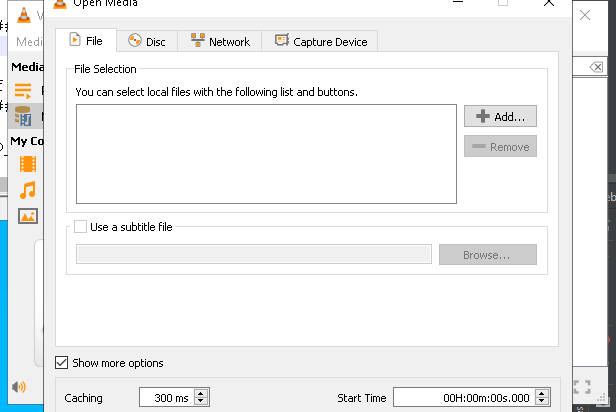 Open Media
Medi
File
Disc
Network
Capture Device
Media
File Selection
You can select local files with the following list and buttons.
Add...
Remove
My Co
Use a subtitle file
Browse...
Show more options
Caching
300 ms
Start Time
00H:00m:00s.000